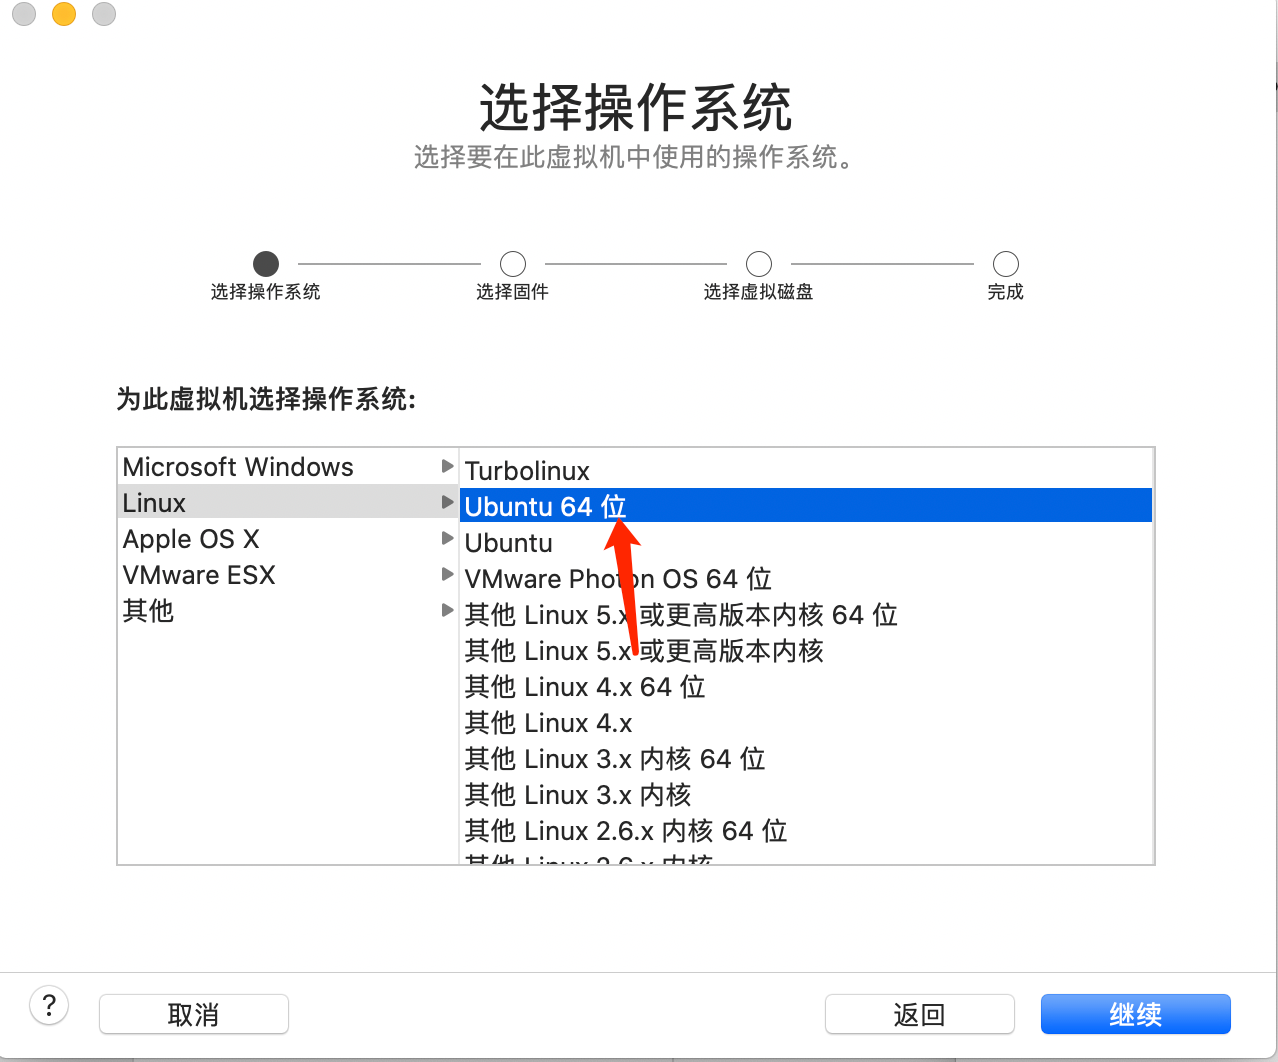 选择操作系统
选择要在此虚拟机中使用的操作系统。
选择操作系统
选择固件
选择虚拟磁盘
完成
为此虚拟机选择操作系统:
Microsoft Windows
Linux
Apple OS X
VMware ESX
其他
Turbolinux
Ubuntu 64 位
Ubuntu
VMware Photon OS 64 位
其他 Linux 5.x 或更高版本内核 64 位
其他 Linux 5.x 或更高版本内核
其他 Linux 4.x 64 位
其他 Linux 4.x
其他 Linux 3.x 内核 64 位
其他 Linux 3.x 内核
其他 Linux 2.6.x 内核 64 位
其他 Linux 2.6.x 内核
?
取消
返回
继续